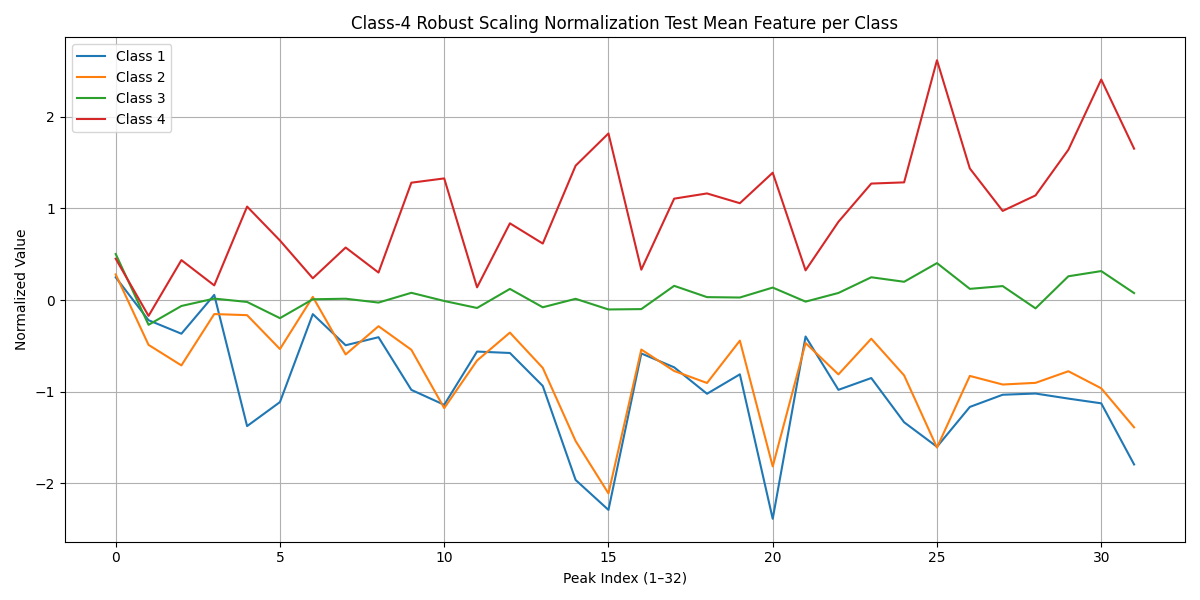 Class-4 Robust Scaling Normalization Test Mean Feature per Class
Class 1
Class 2
Class 3
Class 4
Normalized Value
2
1
0
−1
−2
0 5 10 15 20 25 30
Peak Index (1–32)